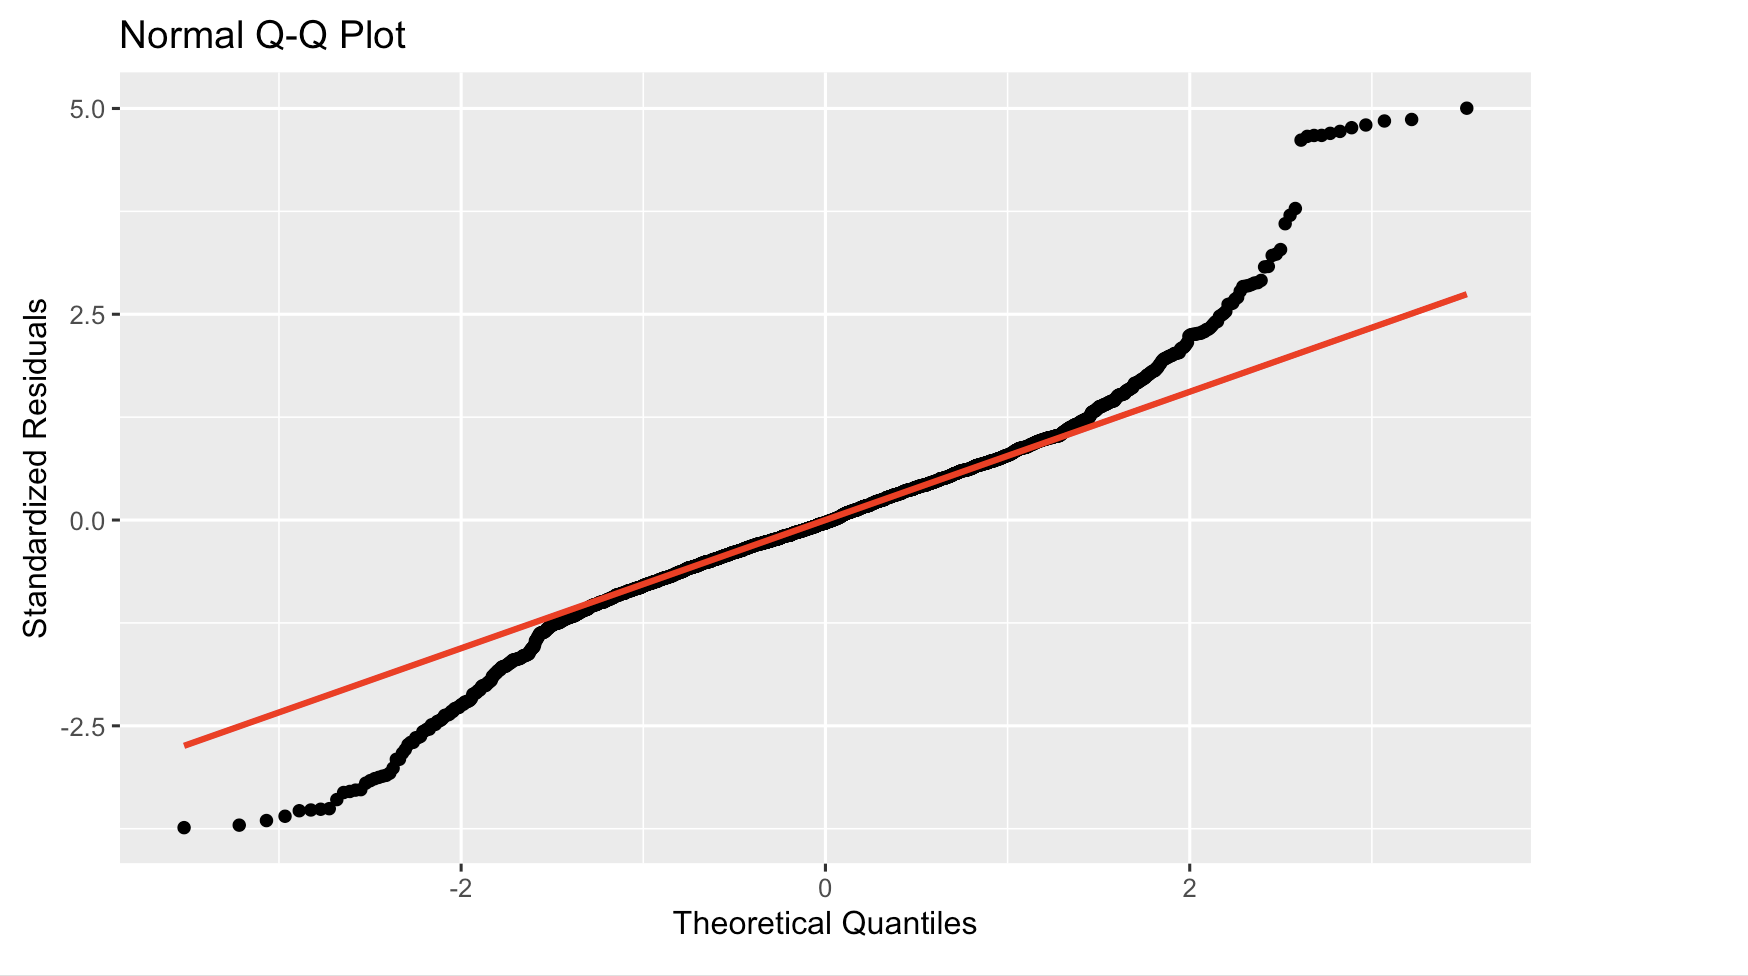 Normal Q-Q Plot
5.0
2.5
0.0
-2.5
Standardized Residuals
-2
0
2
Theoretical Quantiles